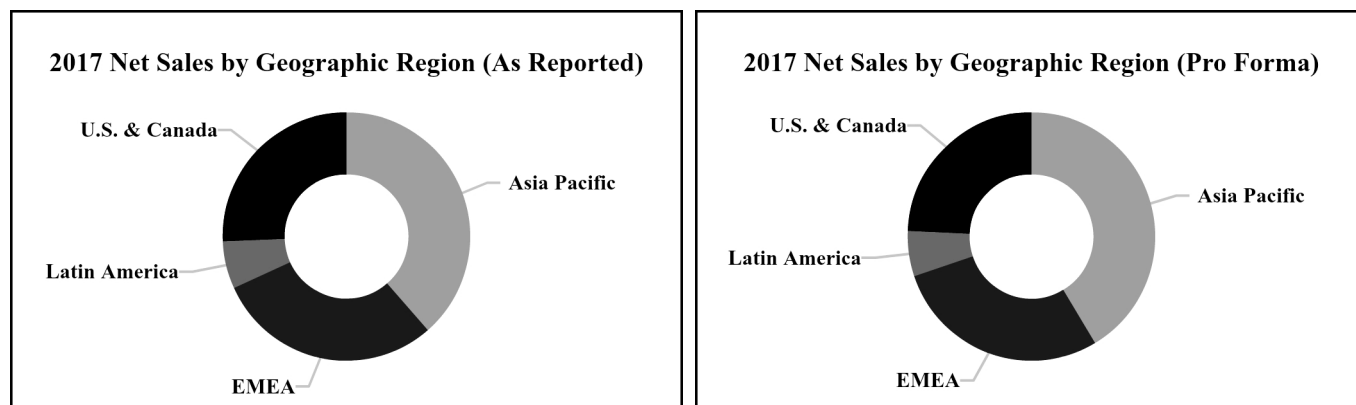 2017 Net Sales by Geographic Region (As Reported)
U.S. & Canada
Asia Pacific
Latin America
EMEA
2017 Net Sales by Geographic Region (Pro Forma)
U.S. & Canada
Asia Pacific
Latin America
EMEA